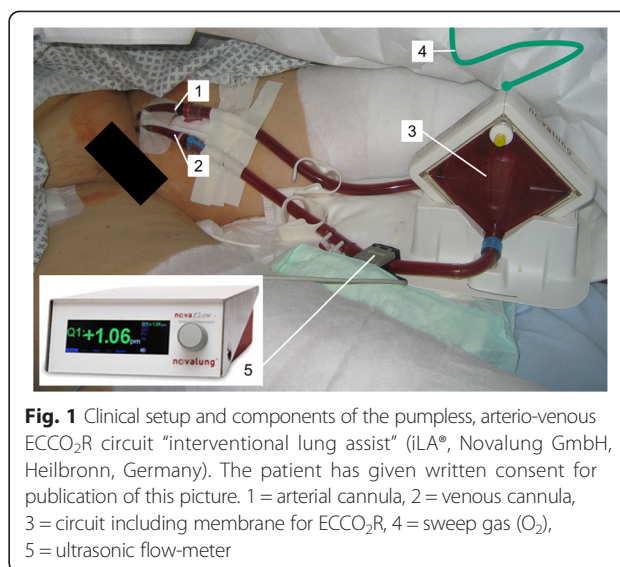 4
1
novalung
3
2
novaflow
Q1:+1.06pm
novalung
5
Fig. 1 Clinical setup and components of the pumpless, arterio-venous
ECCO₂R circuit “interventional lung assist” (iLA®, Novalung GmbH,
Heilbronn, Germany). The patient has given written consent for
publication of this picture. 1 = arterial cannula, 2 = venous cannula,
3 = circuit including membrane for ECCO₂R, 4 = sweep gas (O₂),
5 = ultrasonic flow-meter